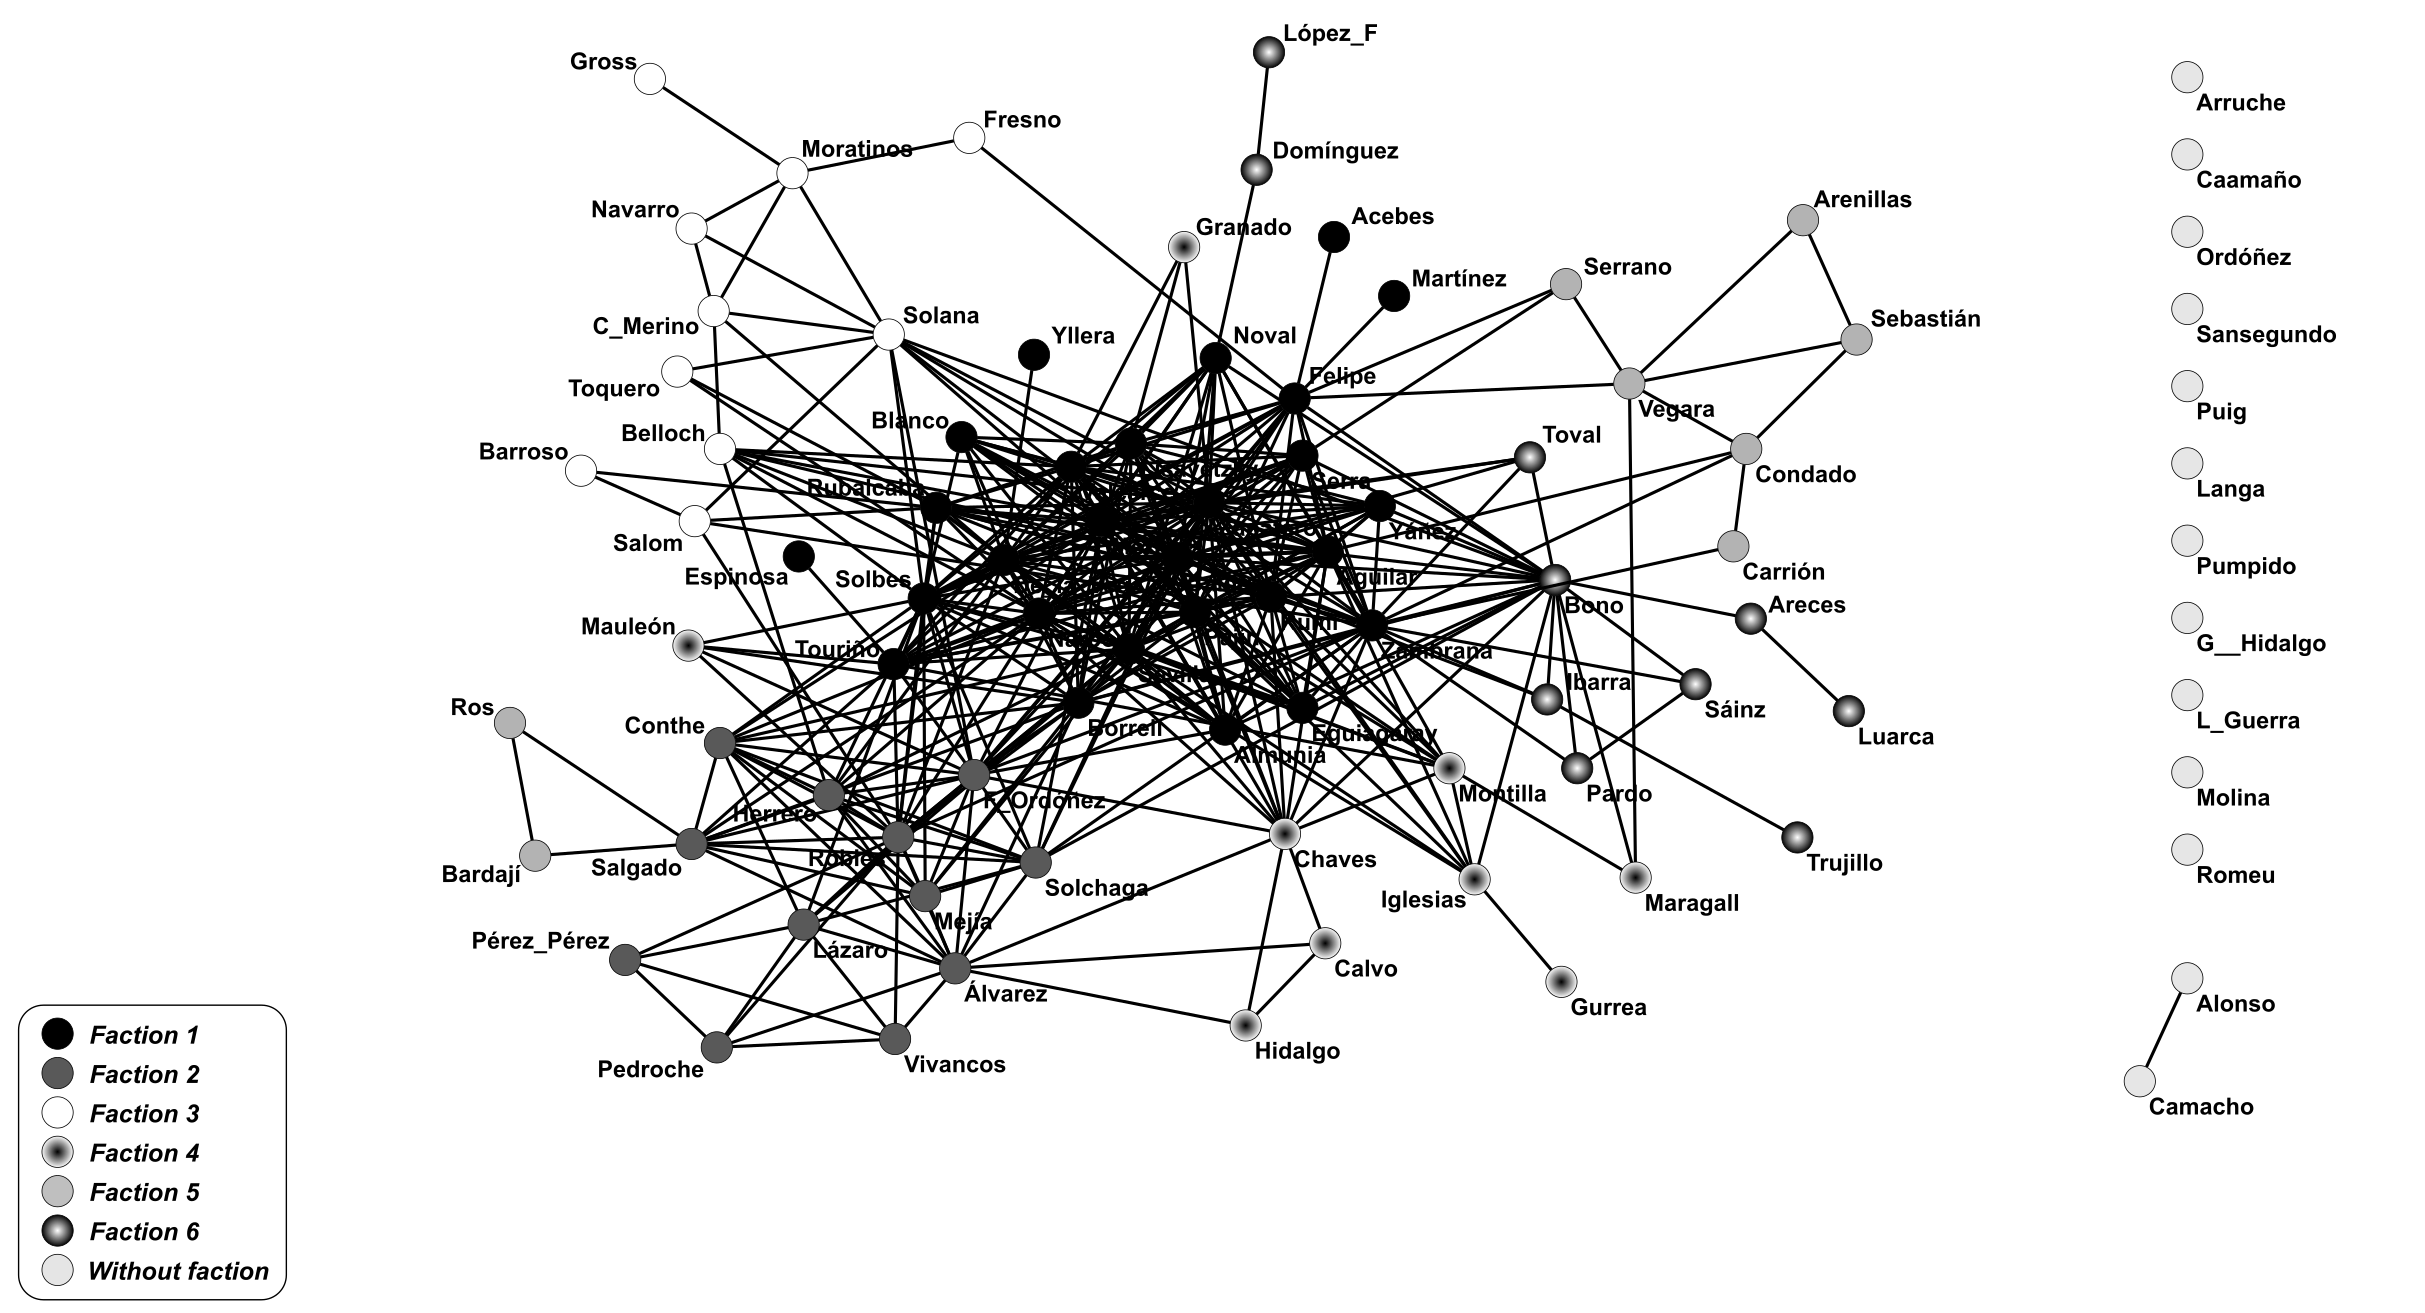 López_F
Gross
Arruche
Fresno
Moratinos
Domínguez
Caamaño
Arenillas
Navarro
Acebes
Granado
Ordóñez
Serrano
Martínez
Solana
C_Merino
Sebastián
Yllera
Noval
Sansegundo
Felipe
Toquero
Vegara
Puig
Blanco
Belloch
Toval
Barroso
Condado
Serra
Rubalcaba
Langa
Yáñez
Salom
Carrión
Pumpido
Espinosa
Solbes
Aguilar
Bono
Areces
Mauleón
G__Hidalgo
Touriño
Zambrana
Ibarra
Ros
Sáinz
Conthe
L_Guerra
Borrell
Eguiagaray
Luarca
Almunia
Montilla
Pardo
Molina
F_Ordóñez
Herrero
Robles
Chaves
Trujillo
Salgado
Bardají
Romeu
Solchaga
Iglesias
Maragall
Mejía
Pérez_Pérez
Lázaro
Calvo
Álvarez
Gurrea
Alonso
Hidalgo
Vivancos
Pedroche
Camacho
Faction 1
Faction 2
Faction 3
Faction 4
Faction 5
Faction 6
Without faction